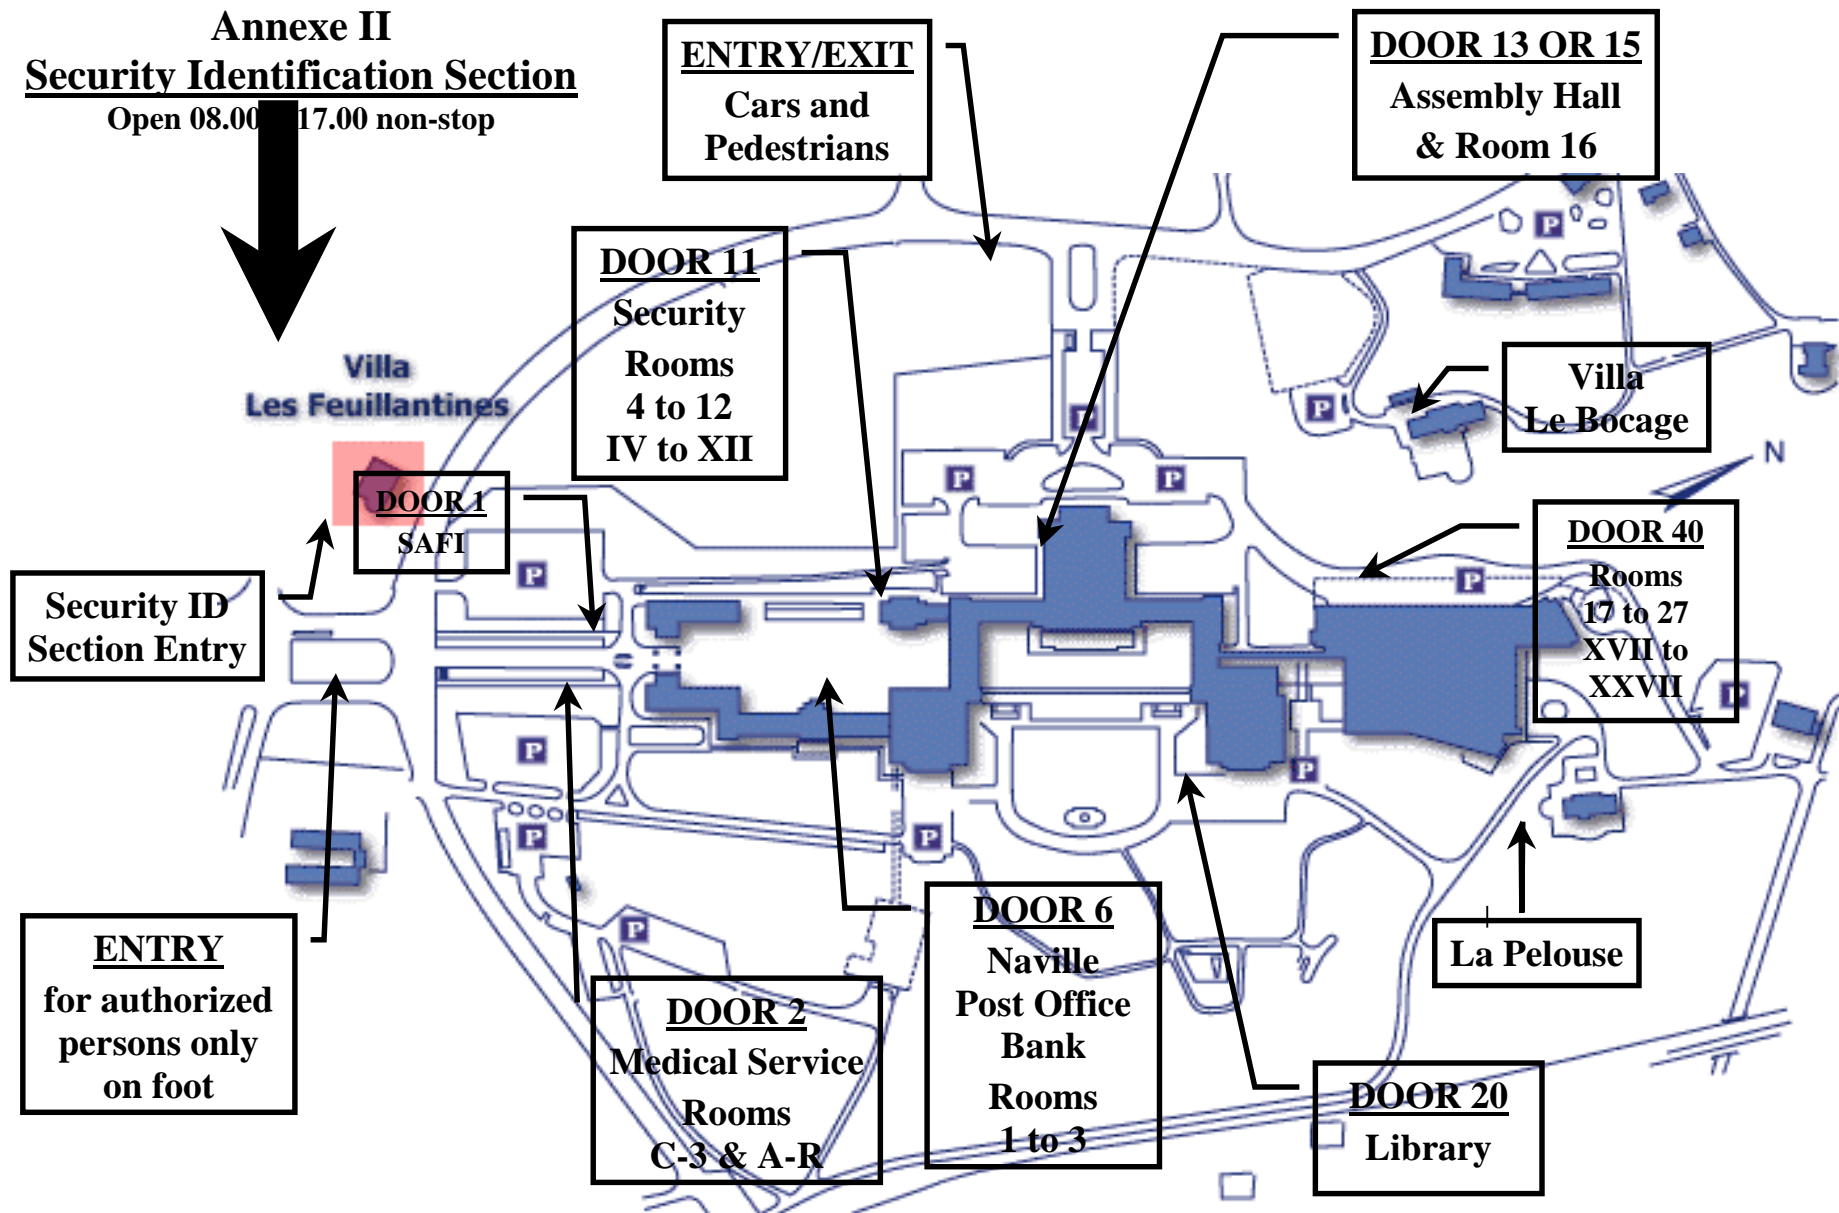 Annexe II
Security Identification Section
Open 08.00 17.00 non-stop
ENTRY/EXIT
Cars and
Pedestrians
DOOR 13 OR 15
Assembly Hall
& Room 16
DOOR 11
Security
Rooms
4 to 12
IV to XII
Villa
Les Feuillantines
Villa
Le Bocage
N
DOOR 1
SAFI
DOOR 40
Rooms
17 to 27
XVII to
XXVII
Security ID
Section Entry
P
P
P
P
P
P
P
P
P
P
P
P
P
ENTRY
for authorized
persons only
on foot
DOOR 2
Medical Service
Rooms
C-3 & A-R
DOOR 6
Naville
Post Office
Bank
Rooms
1 to 3
La Pelouse
DOOR 20
Library